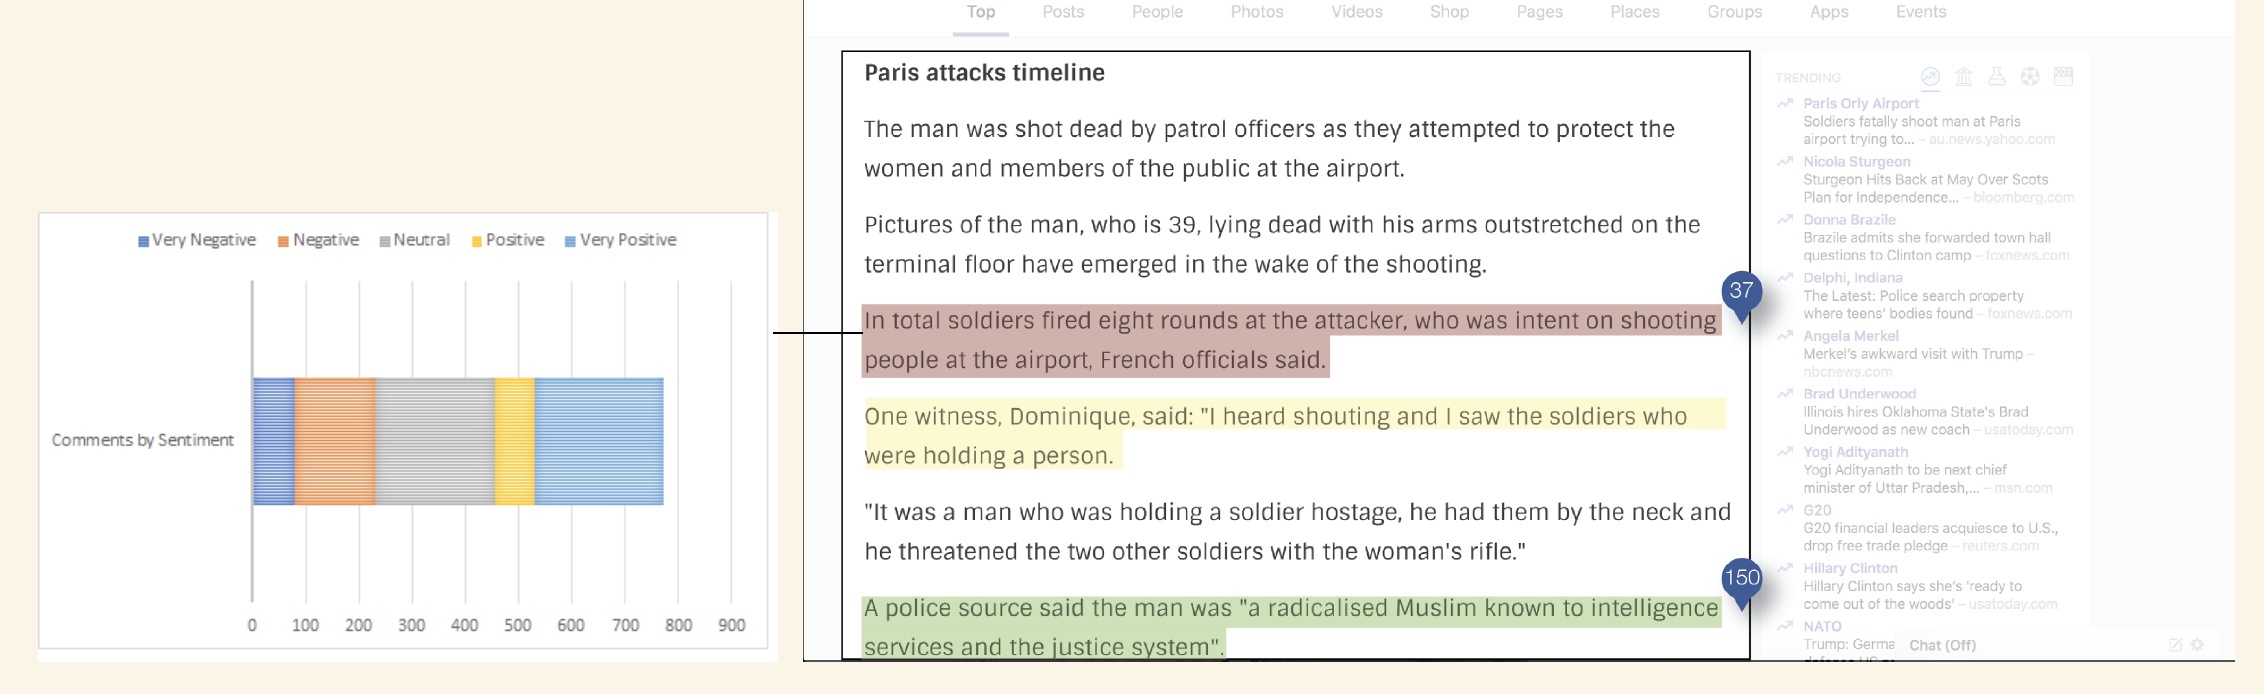 Very Negative Negative Neutral Positive Very Positive
Comments by Sentiment
0 100 200 300 400 500 600 700 800 900
Top Posts People Photos Videos Shop Pages Places Groups Apps Events
Paris attacks timeline
The man was shot dead by patrol officers as they attempted to protect the
women and members of the public at the airport.
Pictures of the man, who is 39, lying dead with his arms outstretched on the
terminal floor have emerged in the wake of the shooting.
37
In total soldiers fired eight rounds at the attacker, who was intent on shooting
people at the airport, French officials said.
One witness, Dominique, said: "I heard shouting and I saw the soldiers who
were holding a person.
"It was a man who was holding a soldier hostage, he had them by the neck and
he threatened the two other soldiers with the woman's rifle."
150
A police source said the man was "a radicalised Muslim known to intelligence
services and the justice system".
TRENDING
Paris Orly Airport
Soldiers fatally shoot man at Paris
airport trying to... – au.news.yahoo.com
Nicola Sturgeon
Sturgeon Hits Back at May Over Scots
Plan for Independence... – bloomberg.com
Donna Brazile
Brazile admits she forwarded town hall
questions to Clinton camp – foxnews.com
Delphi, Indiana
The Latest: Police search property
where teens' bodies found – foxnews.com
Angela Merkel
Merkel's awkward visit with Trump –
nbcnews.com
Brad Underwood
Illinois hires Oklahoma State's Brad
Underwood as new coach – usatoday.com
Yogi Adityanath
Yogi Adityanath to be next chief
minister of Uttar Pradesh,... – msn.com
G20
G20 financial leaders acquiesce to U.S.,
drop free trade pledge – reuters.com
Hillary Clinton
Hillary Clinton says she's 'ready to
come out of the woods' – usatoday.com
NATO
Trump: Germa
Chat (Off)